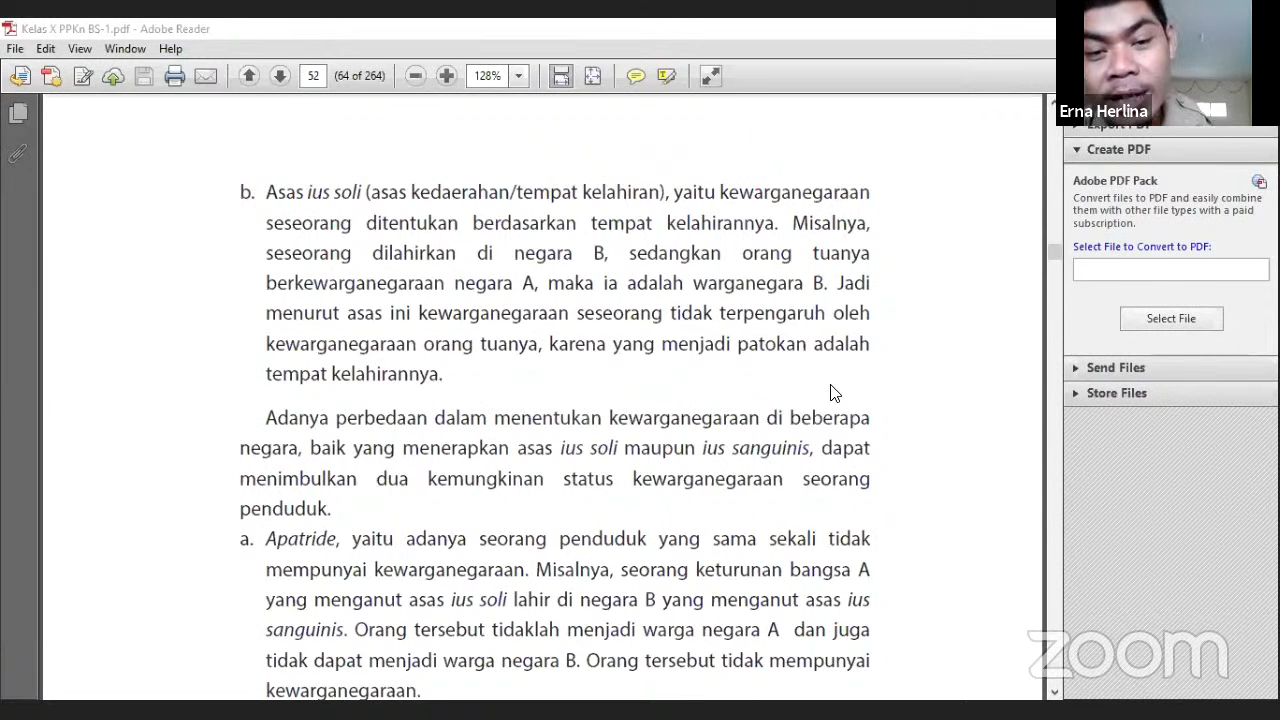 Kelas X PPKn BS-1.pdf - Adobe Reader
File Edit View Window Help
52 (64 of 264) 128%
Erna Herlina
Create PDF
Adobe PDF Pack
Convert files to PDF and easily combine
them with other file types with a paid
subscription.
Select File to Convert to PDF:
Select File
Send Files
Store Files
b. Asas ius soli (asas kedaerahan/tempat kelahiran), yaitu kewarganegaraan
seseorang ditentukan berdasarkan tempat kelahirannya. Misalnya,
seseorang dilahirkan di negara B, sedangkan orang tuanya
berkewarganegaraan negara A, maka ia adalah warganegara B. Jadi
menurut asas ini kewarganegaraan seseorang tidak terpengaruh oleh
kewarganegaraan orang tuanya, karena yang menjadi patokan adalah
tempat kelahirannya.
Adanya perbedaan dalam menentukan kewarganegaraan di beberapa
negara, baik yang menerapkan asas ius soli maupun ius sanguinis, dapat
menimbulkan dua kemungkinan status kewarganegaraan seorang
penduduk.
a. Apatride, yaitu adanya seorang penduduk yang sama sekali tidak
mempunyai kewarganegaraan. Misalnya, seorang keturunan bangsa A
yang menganut asas ius soli lahir di negara B yang menganut asas ius
sanguinis. Orang tersebut tidaklah menjadi warga negara A dan juga
tidak dapat menjadi warga negara B. Orang tersebut tidak mempunyai
kewarganegaraan.
zoom